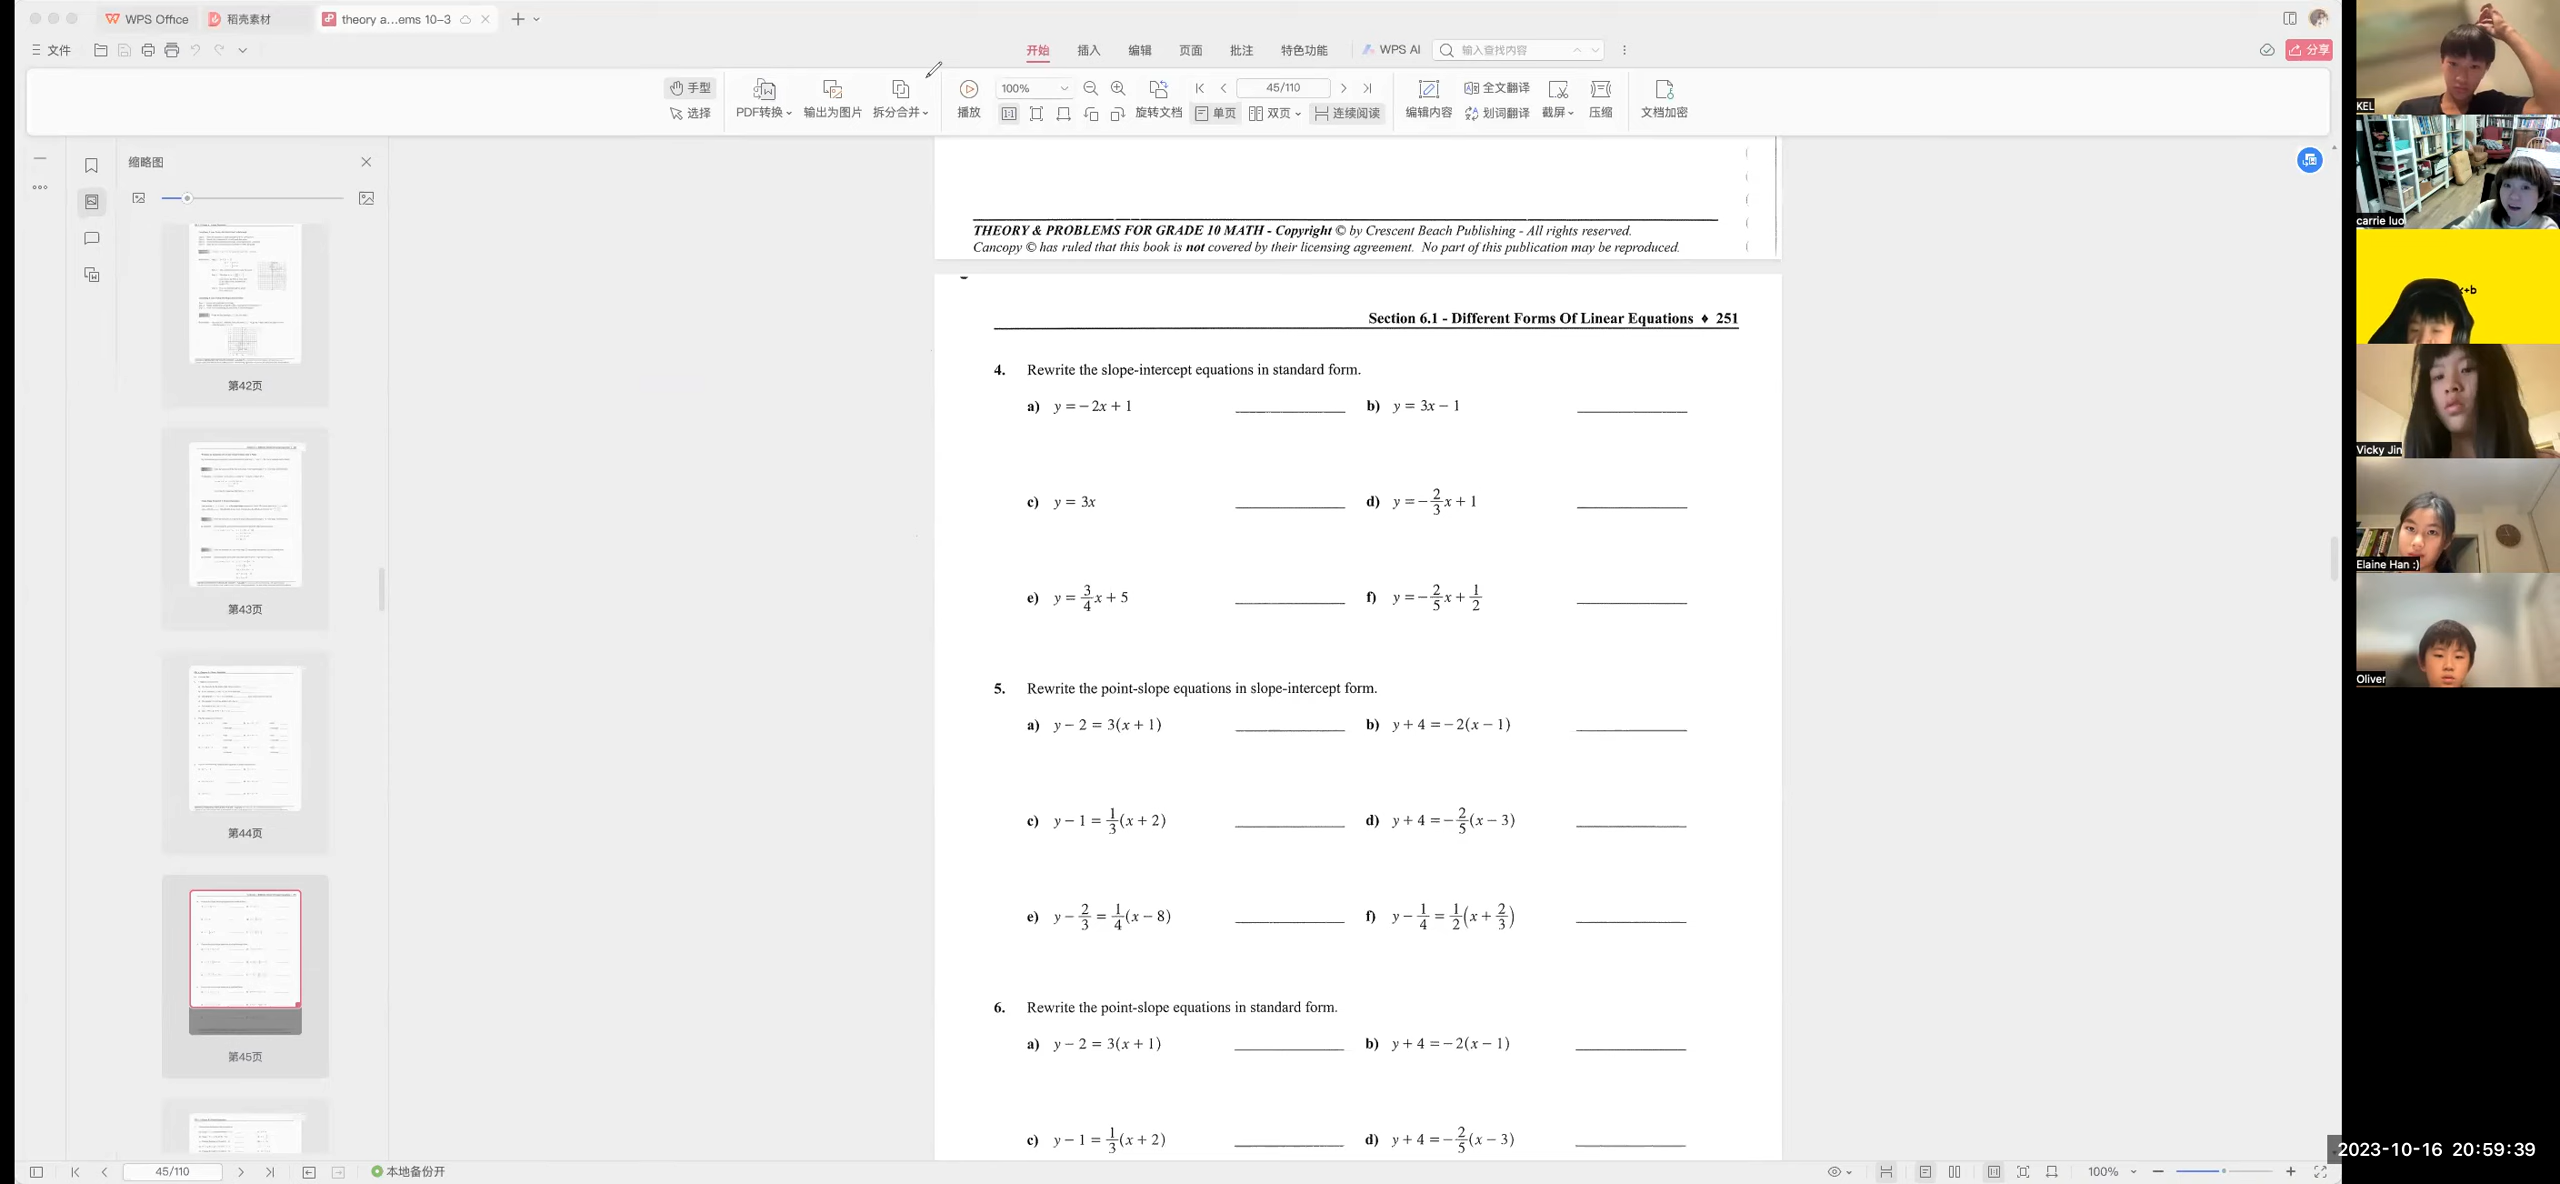 WPS Office 稻壳素材 theory a...ems 10-3
文件 开始 插入 编辑 页面 批注 特色功能 WPS AI 输入查找内容 分享
手型 100% 45/110 全文翻译
选择 PDF转换 输出为图片 拆分合并 播放 旋转文档 单页 双页 连续阅读 编辑内容 划词翻译 截屏 压缩 文档加密
缩略图
第42页
第43页
第44页
第45页
THEORY & PROBLEMS FOR GRADE 10 MATH - Copyright © by Crescent Beach Publishing - All rights reserved.
Cancopy © has ruled that this book is not covered by their licensing agreement. No part of this publication may be reproduced.
Section 6.1 - Different Forms Of Linear Equations ♦ 251
4. Rewrite the slope-intercept equations in standard form.
a) y = – 2x + 1 b) y = 3x – 1
c) y = 3x d) y = – 2/3 x + 1
e) y = 3/4 x + 5 f) y = – 2/5 x + 1/2
5. Rewrite the point-slope equations in slope-intercept form.
a) y – 2 = 3(x + 1) b) y + 4 = – 2(x – 1)
c) y – 1 = 1/3 (x + 2) d) y + 4 = – 2/5 (x – 3)
e) y – 2/3 = 1/4 (x – 8) f) y – 1/4 = 1/2 (x + 2/3)
6. Rewrite the point-slope equations in standard form.
a) y – 2 = 3(x + 1) b) y + 4 = – 2(x – 1)
c) y – 1 = 1/3 (x + 2) d) y + 4 = – 2/5 (x – 3)
45/110 本地备份开 100%
KEL
carrie luo
+b
Vicky Jin
Elaine Han :)
Oliver
2023-10-16 20:59:39